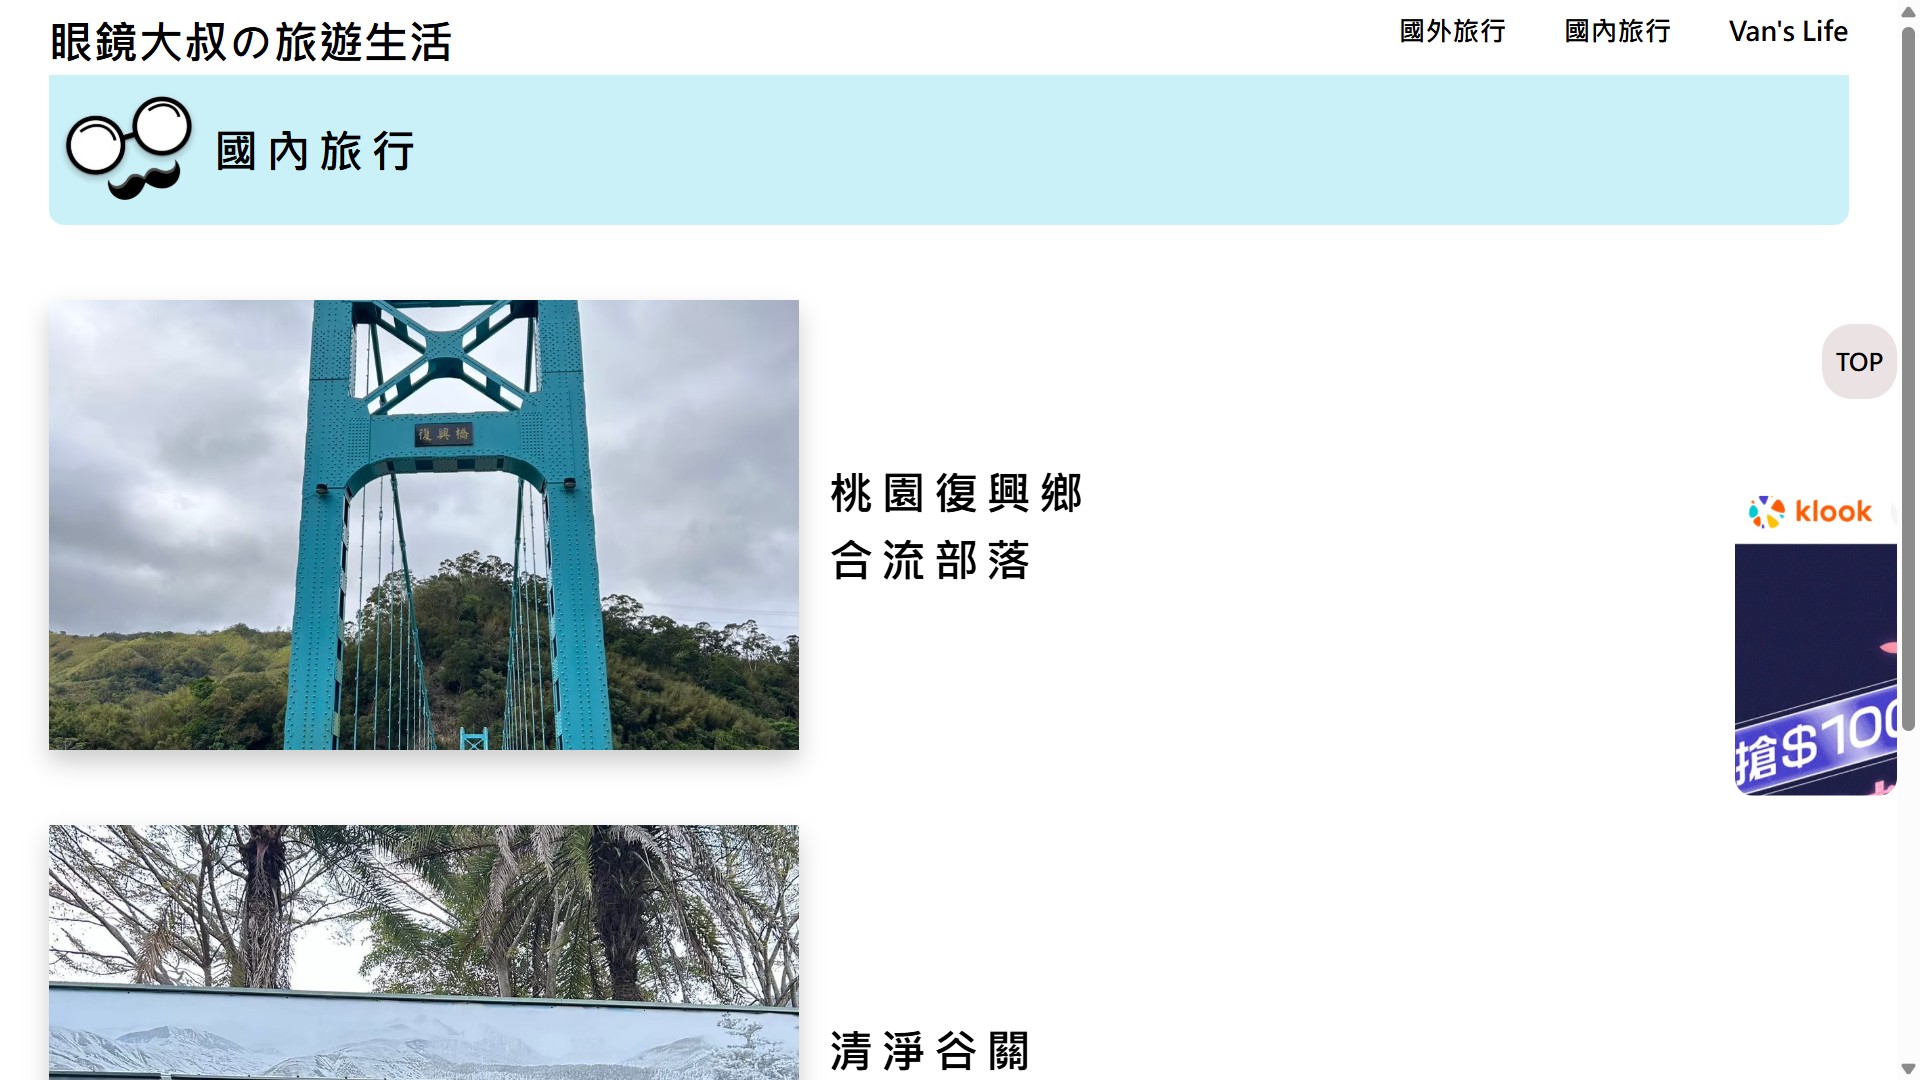 眼鏡大叔の旅遊生活
國外旅行
國內旅行
Van's Life
國內旅行
復興橋
TOP
桃園復興鄉
合流部落
klook
搶$100
清淨谷關